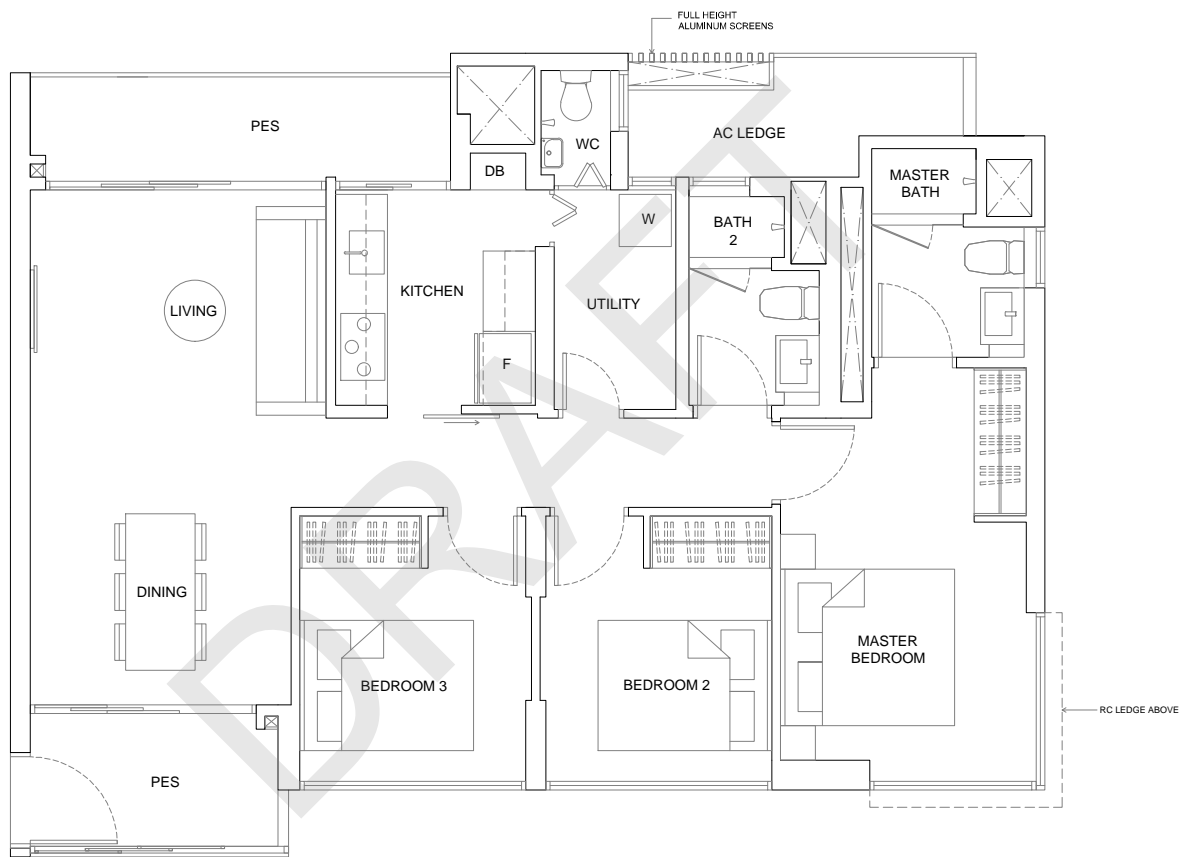 FULL HEIGHT
ALUMINUM SCREENS
PES
WC
AC LEDGE
DB
MASTER
BATH
W
BATH
2
KITCHEN
UTILITY
LIVING
F
DRAFT
DINING
MASTER
BEDROOM
BEDROOM 3
BEDROOM 2
RC LEDGE ABOVE
PES